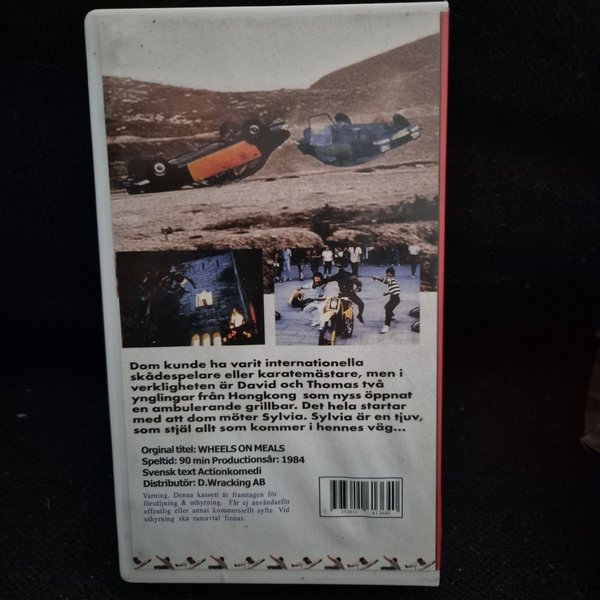 Dom kunde ha varit internationella
skådespelare eller karatemästare, men i
verkligheten är David och Thomas två
ynglingar från Hongkong som nyss öppnat
en ambulerande grillbar. Det hela startar
med att dom möter Sylvia. Sylvia är en tjuv,
som stjäl allt som kommer i hennes väg...
Orginal titel: WHEELS ON MEALS
Speltid: 90 min Productionsår: 1984
Svensk text Actionkomedi
Distributör: D.Wracking AB
Varning. Denna kassett är framtagen för
försäljning & uthyrning. Får ej användasför
offentlig eller annat kommersiellt syfte. Vid
uthyrning ska ramavtal finnas.